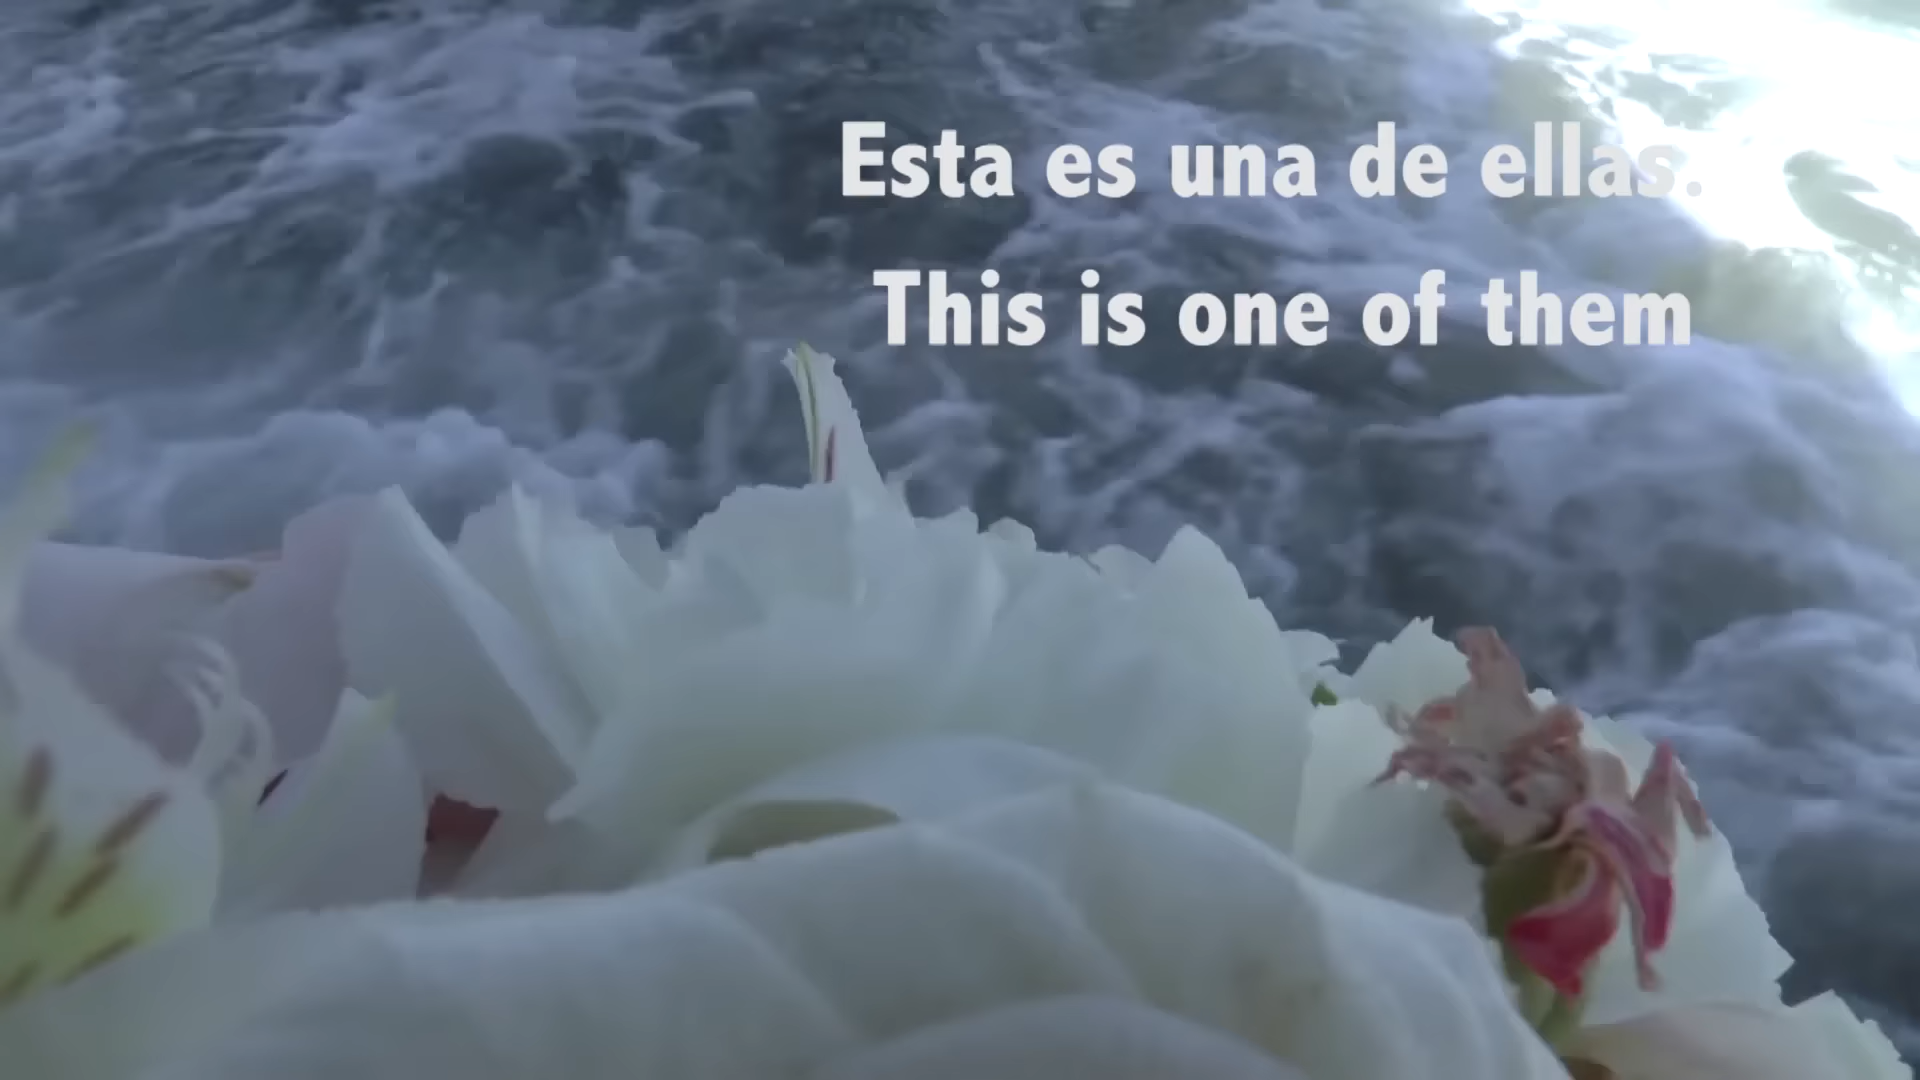 Esta es una de ellas.
This is one of them